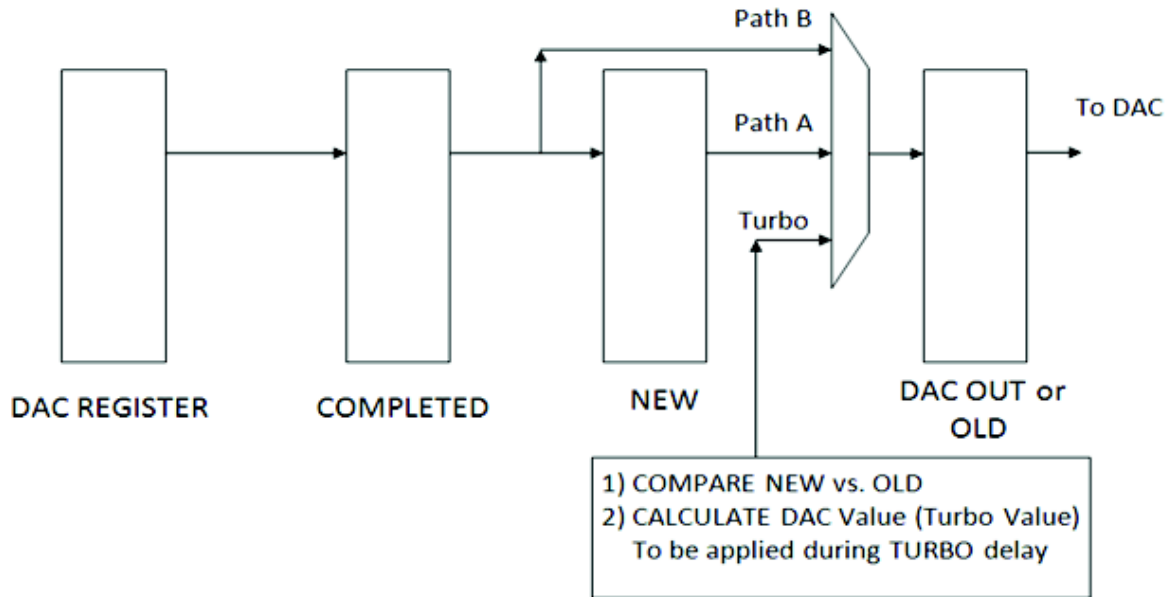 Path B
Path A
To DAC
Turbo
DAC REGISTER
COMPLETED
NEW
DAC OUT or
OLD
1) COMPARE NEW vs. OLD
2) CALCULATE DAC Value (Turbo Value)
To be applied during TURBO delay